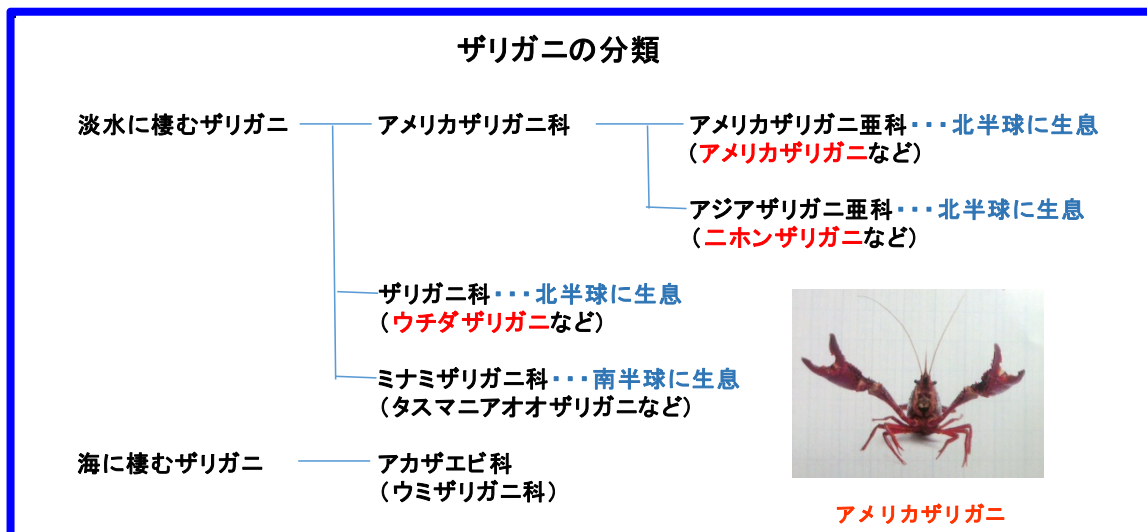 ザリガニの分類
淡水に棲むザリガニ
アメリカザリガニ科
アメリカザリガニ亜科・・・北半球に生息
（アメリカザリガニなど）
アジアザリガニ亜科・・・北半球に生息
（ニホンザリガニなど）
ザリガニ科・・・北半球に生息
（ウチダザリガニなど）
ミナミザリガニ科・・・南半球に生息
（タスマニアオオザリガニなど）
海に棲むザリガニ
アカザエビ科
（ウミザリガニ科）
アメリカザリガニ